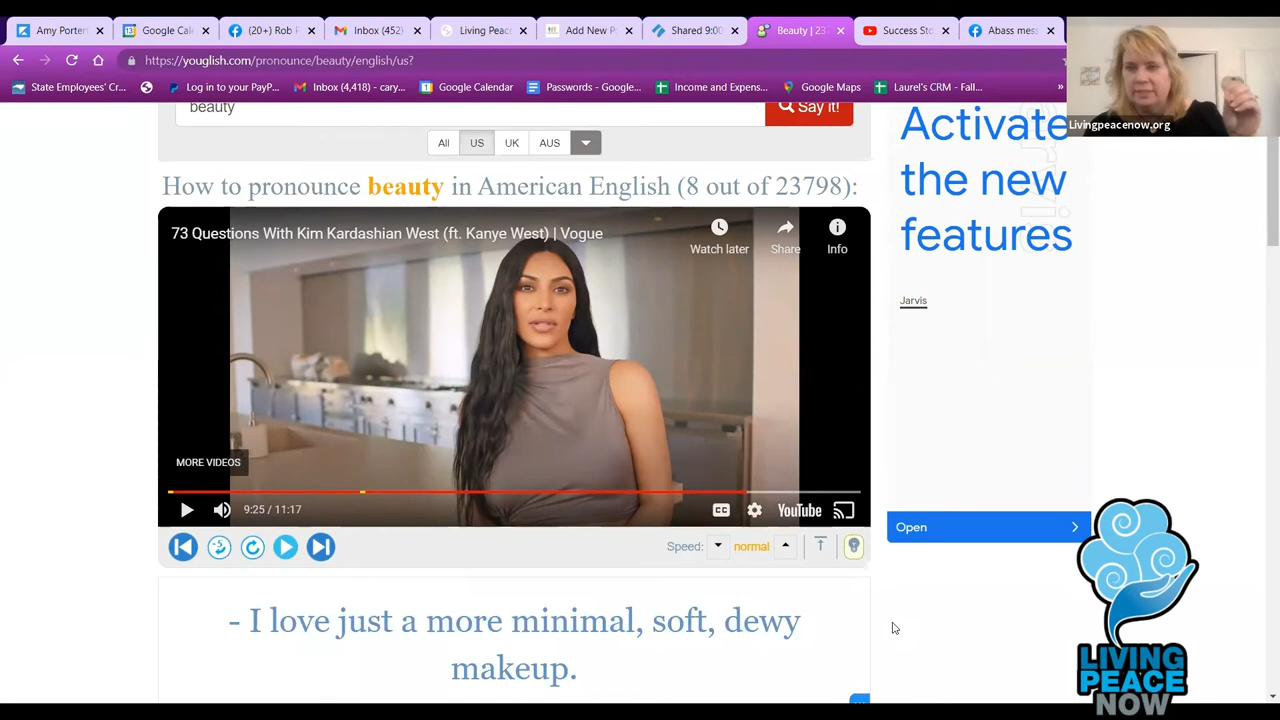 Amy Porter
Google Cal
(20+) Rob
Inbox (452)
Living Peac
Add New P
Shared 9:00
Beauty | 23
Success Sto
Abass mess
https://youglish.com/pronounce/beauty/english/us?
State Employees' Cr...
Log in to your PayP...
Inbox (4,418) - cary...
Google Calendar
Passwords - Google...
Income and Expens...
Google Maps
Laurel's CRM - Fall...
»
Livingpeacenow.org
beauty
Say it!
All
US
UK
AUS
How to pronounce beauty in American English (8 out of 23798):
73 Questions With Kim Kardashian West (ft. Kanye West) | Vogue
Watch later
Share
Info
MORE VIDEOS
9:25 / 11:17
CC
YouTube
Speed:
normal
- I love just a more minimal, soft, dewy
makeup.
Activate
the new
features
Jarvis
Open
LIVING
PEACE
NOW